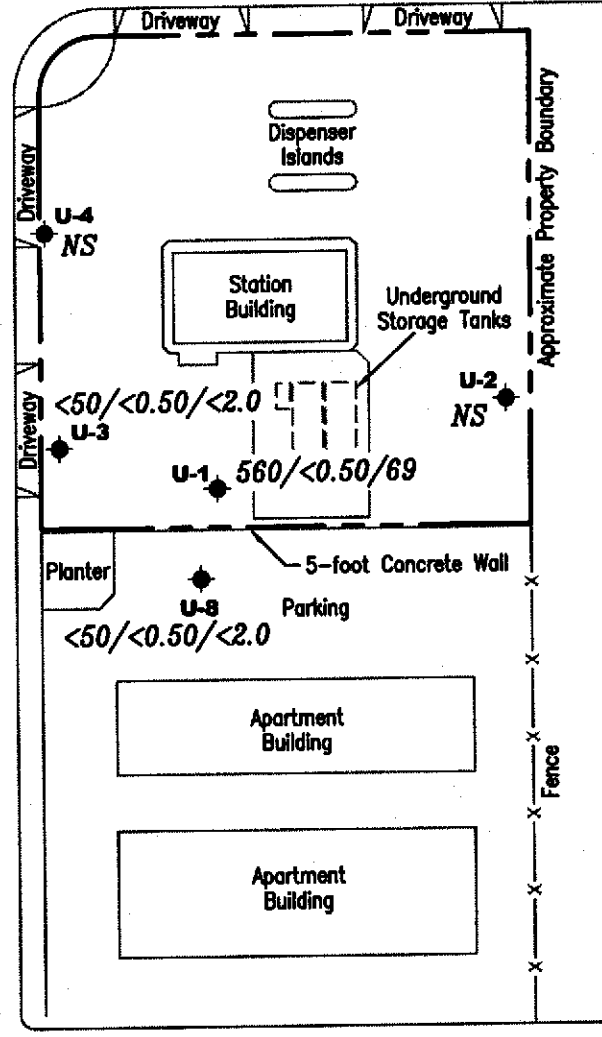 Driveway
Driveway
Dispenser
Islands
Approximate Property Boundary
Driveway
U-4
NS
Station
Building
Underground
Storage Tanks
U-2
NS
<50/<0.50/<2.0
U-3
Driveway
U-1
560/<0.50/69
5-foot Concrete Wall
Planter
U-8
Parking
<50/<0.50/<2.0
Apartment
Building
Fence
Apartment
Building
x
x
x
x
x
x